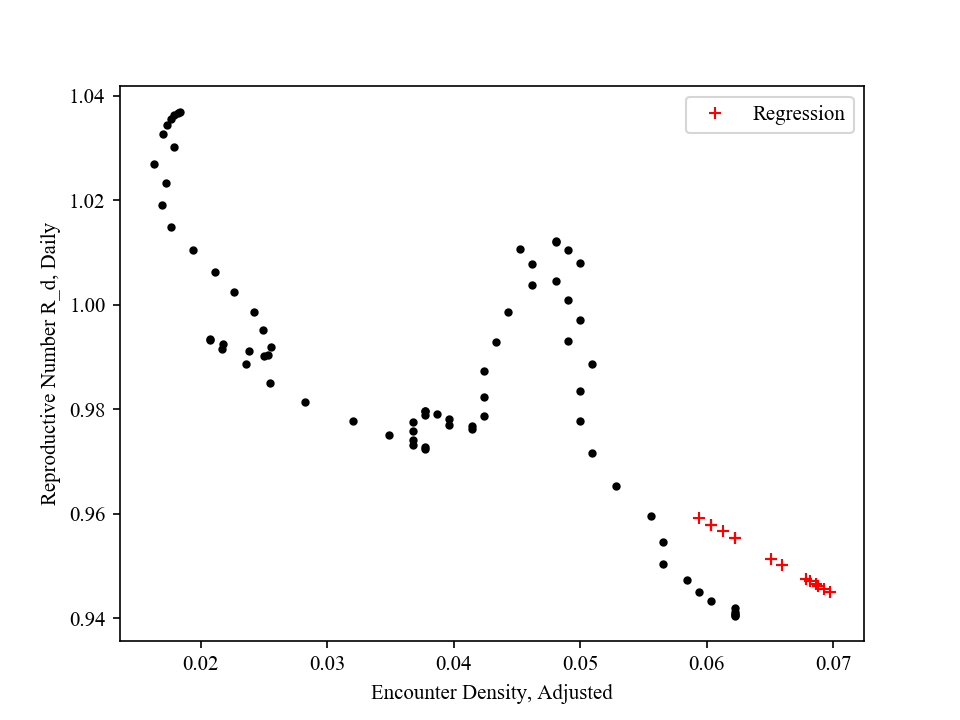 Regression
1.04
1.02
1.00
0.98
0.96
0.94
Reproductive Number R_d, Daily
0.02 0.03 0.04 0.05 0.06 0.07
Encounter Density, Adjusted